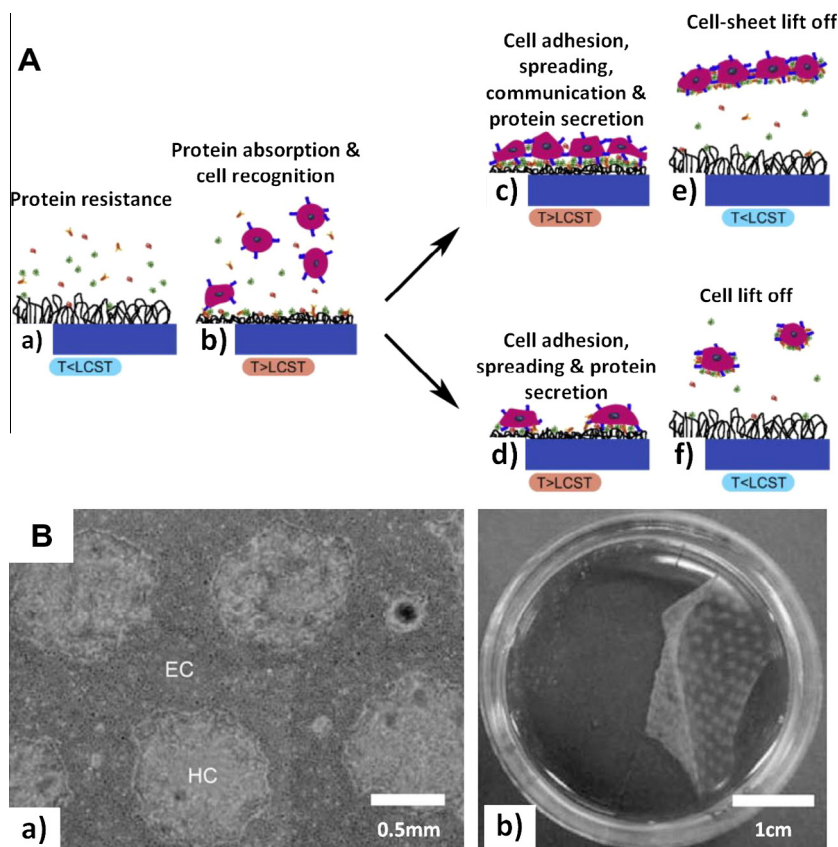 A
Protein resistance
a)
T<LCST
Protein absorption &
cell recognition
b)
T>LCST
Cell adhesion,
spreading,
communication &
protein secretion
c)
T>LCST
Cell-sheet lift off
e)
T<LCST
Cell adhesion,
spreading & protein
secretion
d)
T>LCST
Cell lift off
f)
T<LCST
B
EC
HC
a)
0.5mm
b)
1cm